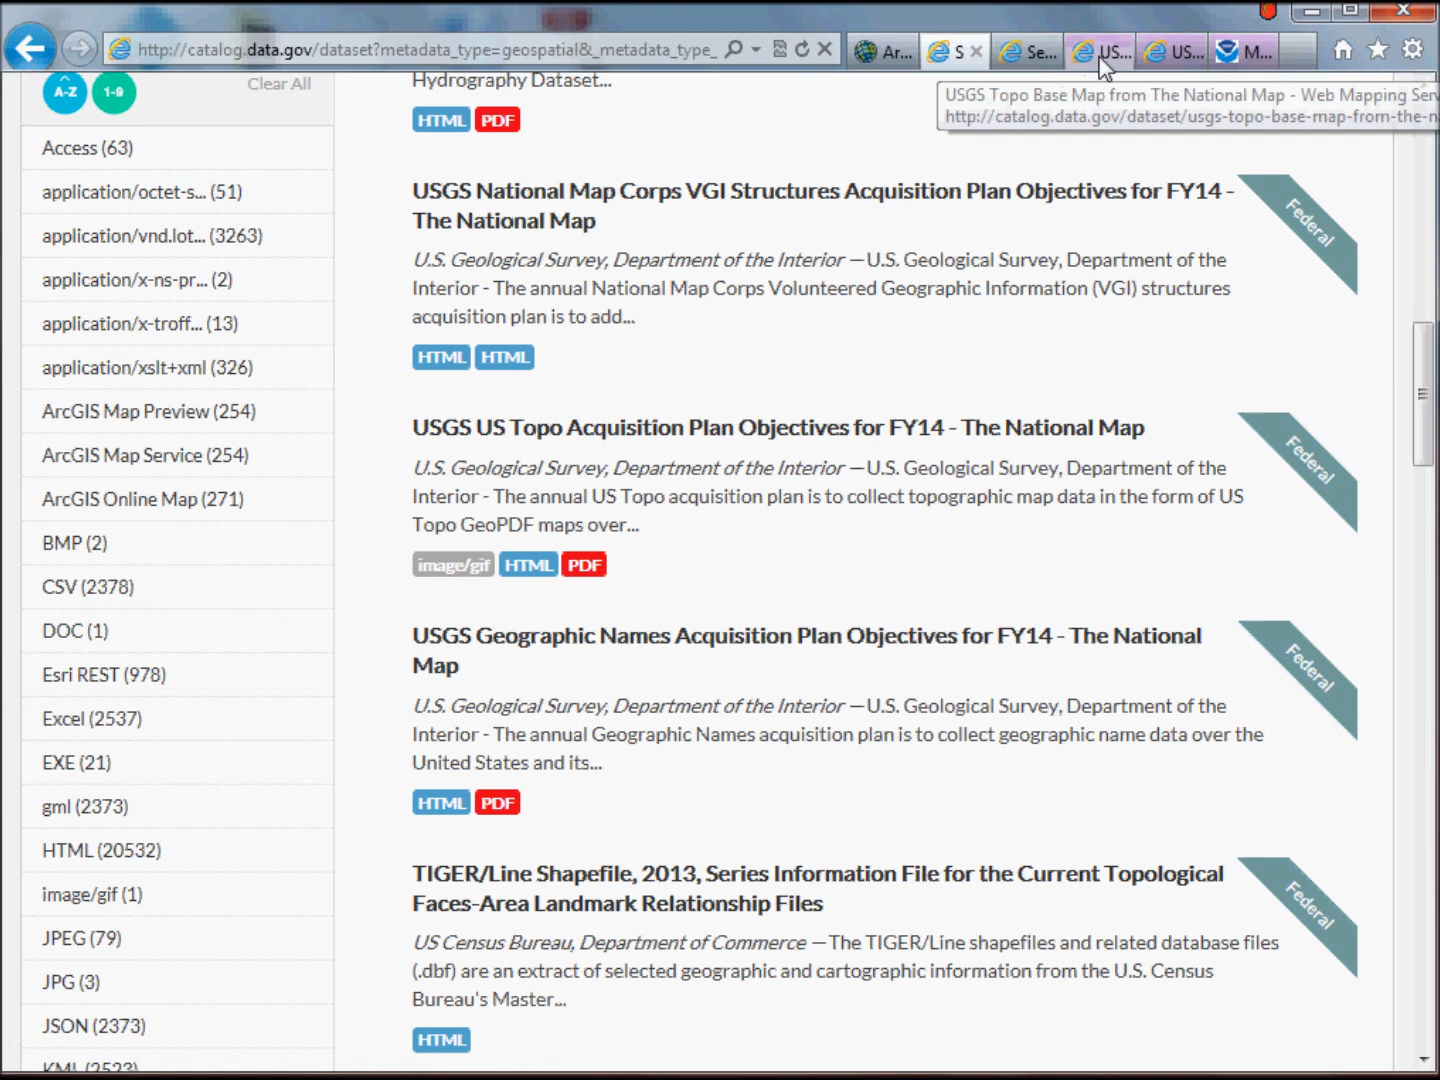 http://catalog.data.gov/dataset?metadata_type=geospatial&_metadata_type_
Ar...
S
Se...
US...
US...
M...
USGS Topo Base Map from The National Map - Web Mapping Serv
http://catalog.data.gov/dataset/usgs-topo-base-map-from-the-n
A-Z
1-9
Clear All
Access (63)
application/octet-s... (51)
application/vnd.lot... (3263)
application/x-ns-pr... (2)
application/x-troff... (13)
application/xslt+xml (326)
ArcGIS Map Preview (254)
ArcGIS Map Service (254)
ArcGIS Online Map (271)
BMP (2)
CSV (2378)
DOC (1)
Esri REST (978)
Excel (2537)
EXE (21)
gml (2373)
HTML (20532)
image/gif (1)
JPEG (79)
JPG (3)
JSON (2373)
KML (2523)
Hydrography Dataset...
HTML PDF
USGS National Map Corps VGI Structures Acquisition Plan Objectives for FY14 -
The National Map
Federal
U.S. Geological Survey, Department of the Interior — U.S. Geological Survey, Department of the
Interior - The annual National Map Corps Volunteered Geographic Information (VGI) structures
acquisition plan is to add...
HTML HTML
USGS US Topo Acquisition Plan Objectives for FY14 - The National Map
Federal
U.S. Geological Survey, Department of the Interior — U.S. Geological Survey, Department of the
Interior - The annual US Topo acquisition plan is to collect topographic map data in the form of US
Topo GeoPDF maps over...
image/gif HTML PDF
USGS Geographic Names Acquisition Plan Objectives for FY14 - The National
Map
Federal
U.S. Geological Survey, Department of the Interior — U.S. Geological Survey, Department of the
Interior - The annual Geographic Names acquisition plan is to collect geographic name data over the
United States and its...
HTML PDF
TIGER/Line Shapefile, 2013, Series Information File for the Current Topological
Faces-Area Landmark Relationship Files
Federal
US Census Bureau, Department of Commerce — The TIGER/Line shapefiles and related database files
(.dbf) are an extract of selected geographic and cartographic information from the U.S. Census
Bureau's Master...
HTML